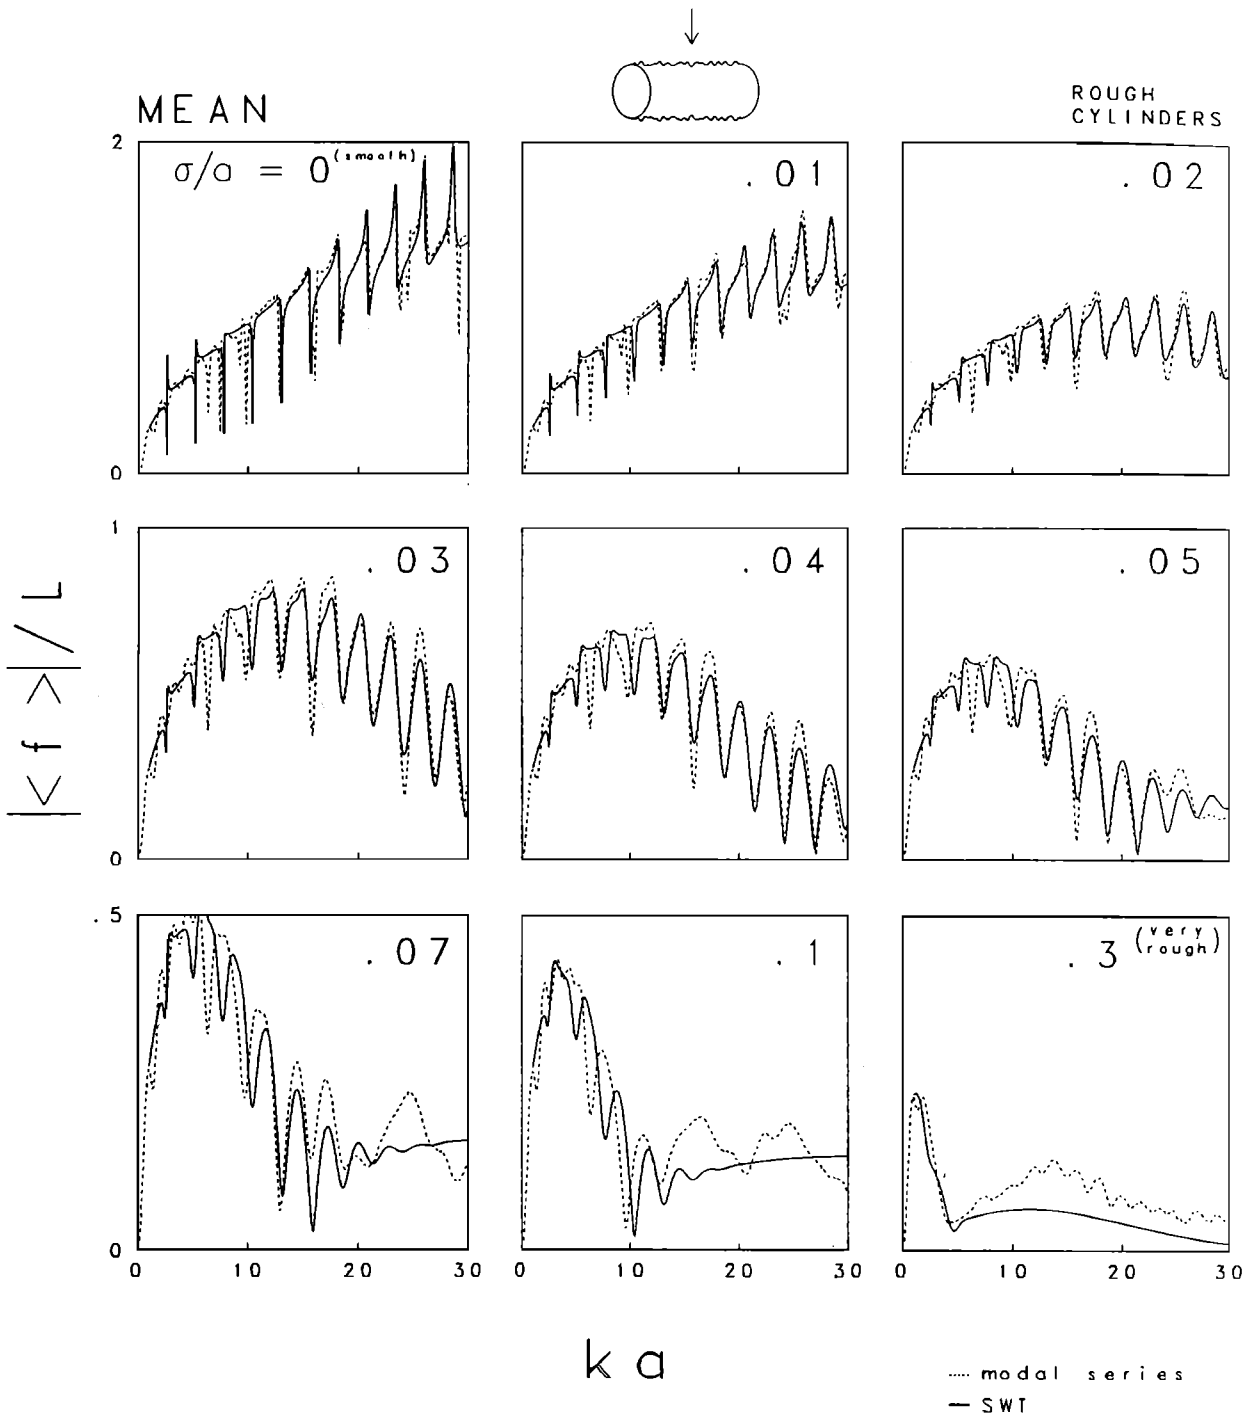 MEAN
ROUGH
CYLINDERS
2
σ/a = 0 (smooth)
.01
.02
0
1
.03
.04
.05
0
|<f>|/L
.5
.07
.1
.3 (very rough)
0
0 10 20 30
0 10 20 30
0 10 20 30
ka
modal series
SWT